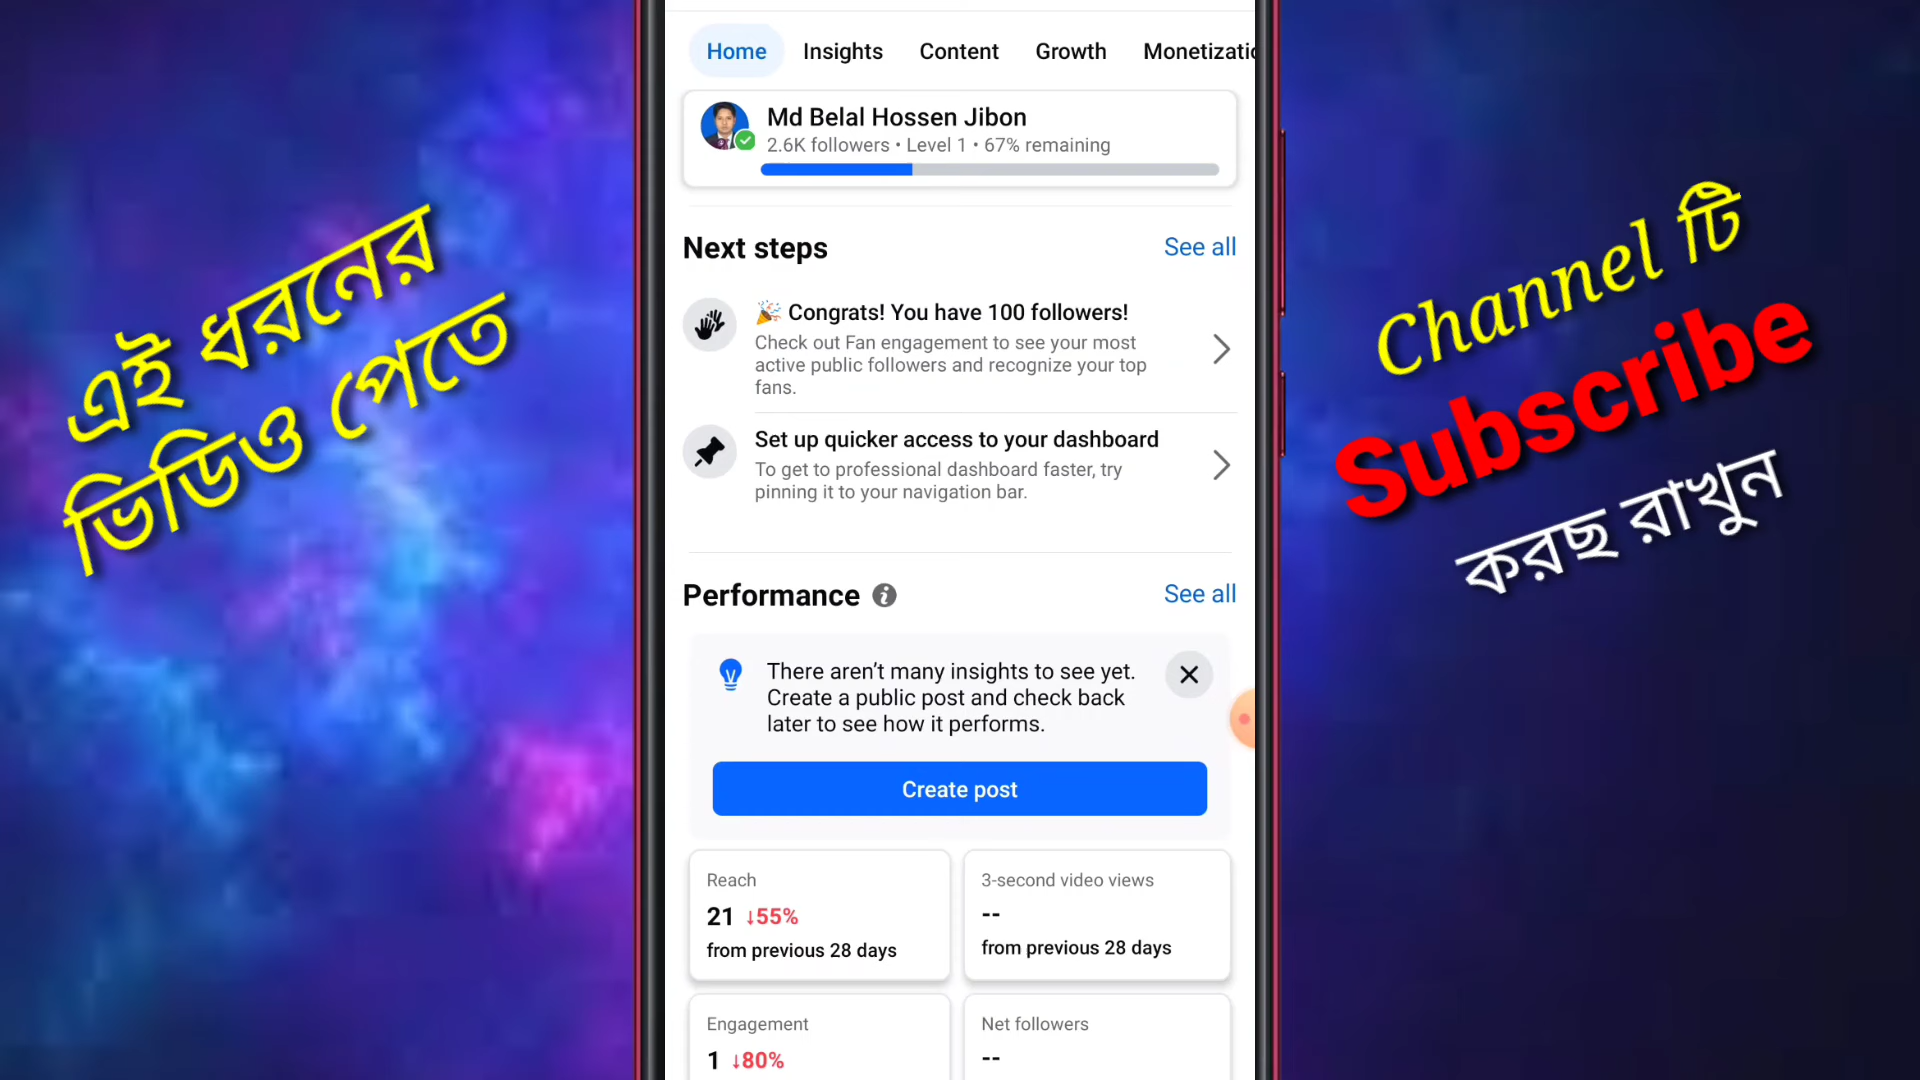 এই ধরনের
ভিডিও পেতে
Home Insights Content Growth Monetizatio
Md Belal Hossen Jibon
2.6K followers • Level 1 • 67% remaining
Next steps See all
🎉 Congrats! You have 100 followers!
Check out Fan engagement to see your most
active public followers and recognize your top
fans.
Set up quicker access to your dashboard
To get to professional dashboard faster, try
pinning it to your navigation bar.
Performance See all
There aren’t many insights to see yet.
Create a public post and check back
later to see how it performs.
Create post
Reach
21 ↓55%
from previous 28 days
3-second video views
--
from previous 28 days
Engagement
1 ↓80%
Net followers
--
Channel টি
Subscribe
করছ রাখুন